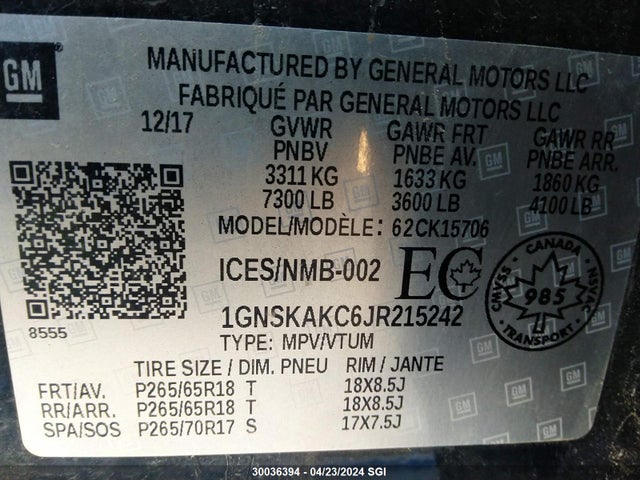 GM
MANUFACTURED BY GENERAL MOTORS LLC
FABRIQUÉ PAR GENERAL MOTORS LLC
12/17 GVWR GAWR FRT GAWR RR
PNBV PNBE AV. PNBE ARR.
3311 KG 1633 KG 1860 KG
7300 LB 3600 LB 4100 LB
MODEL/MODÈLE: 62CK15706
ICES/NMB-002 EC
CANADA
CMVSS 985 NSVAC
TRANSPORT
8555
1GNSKAKC6JR215242
TYPE: MPV/VTUM
TIRE SIZE / DIM. PNEU RIM / JANTE
FRT/AV. P265/65R18 T 18X8.5J
RR/ARR. P265/65R18 T 18X8.5J
SPA/SOS P265/70R17 S 17X7.5J
30036394 - 04/23/2024 SGI